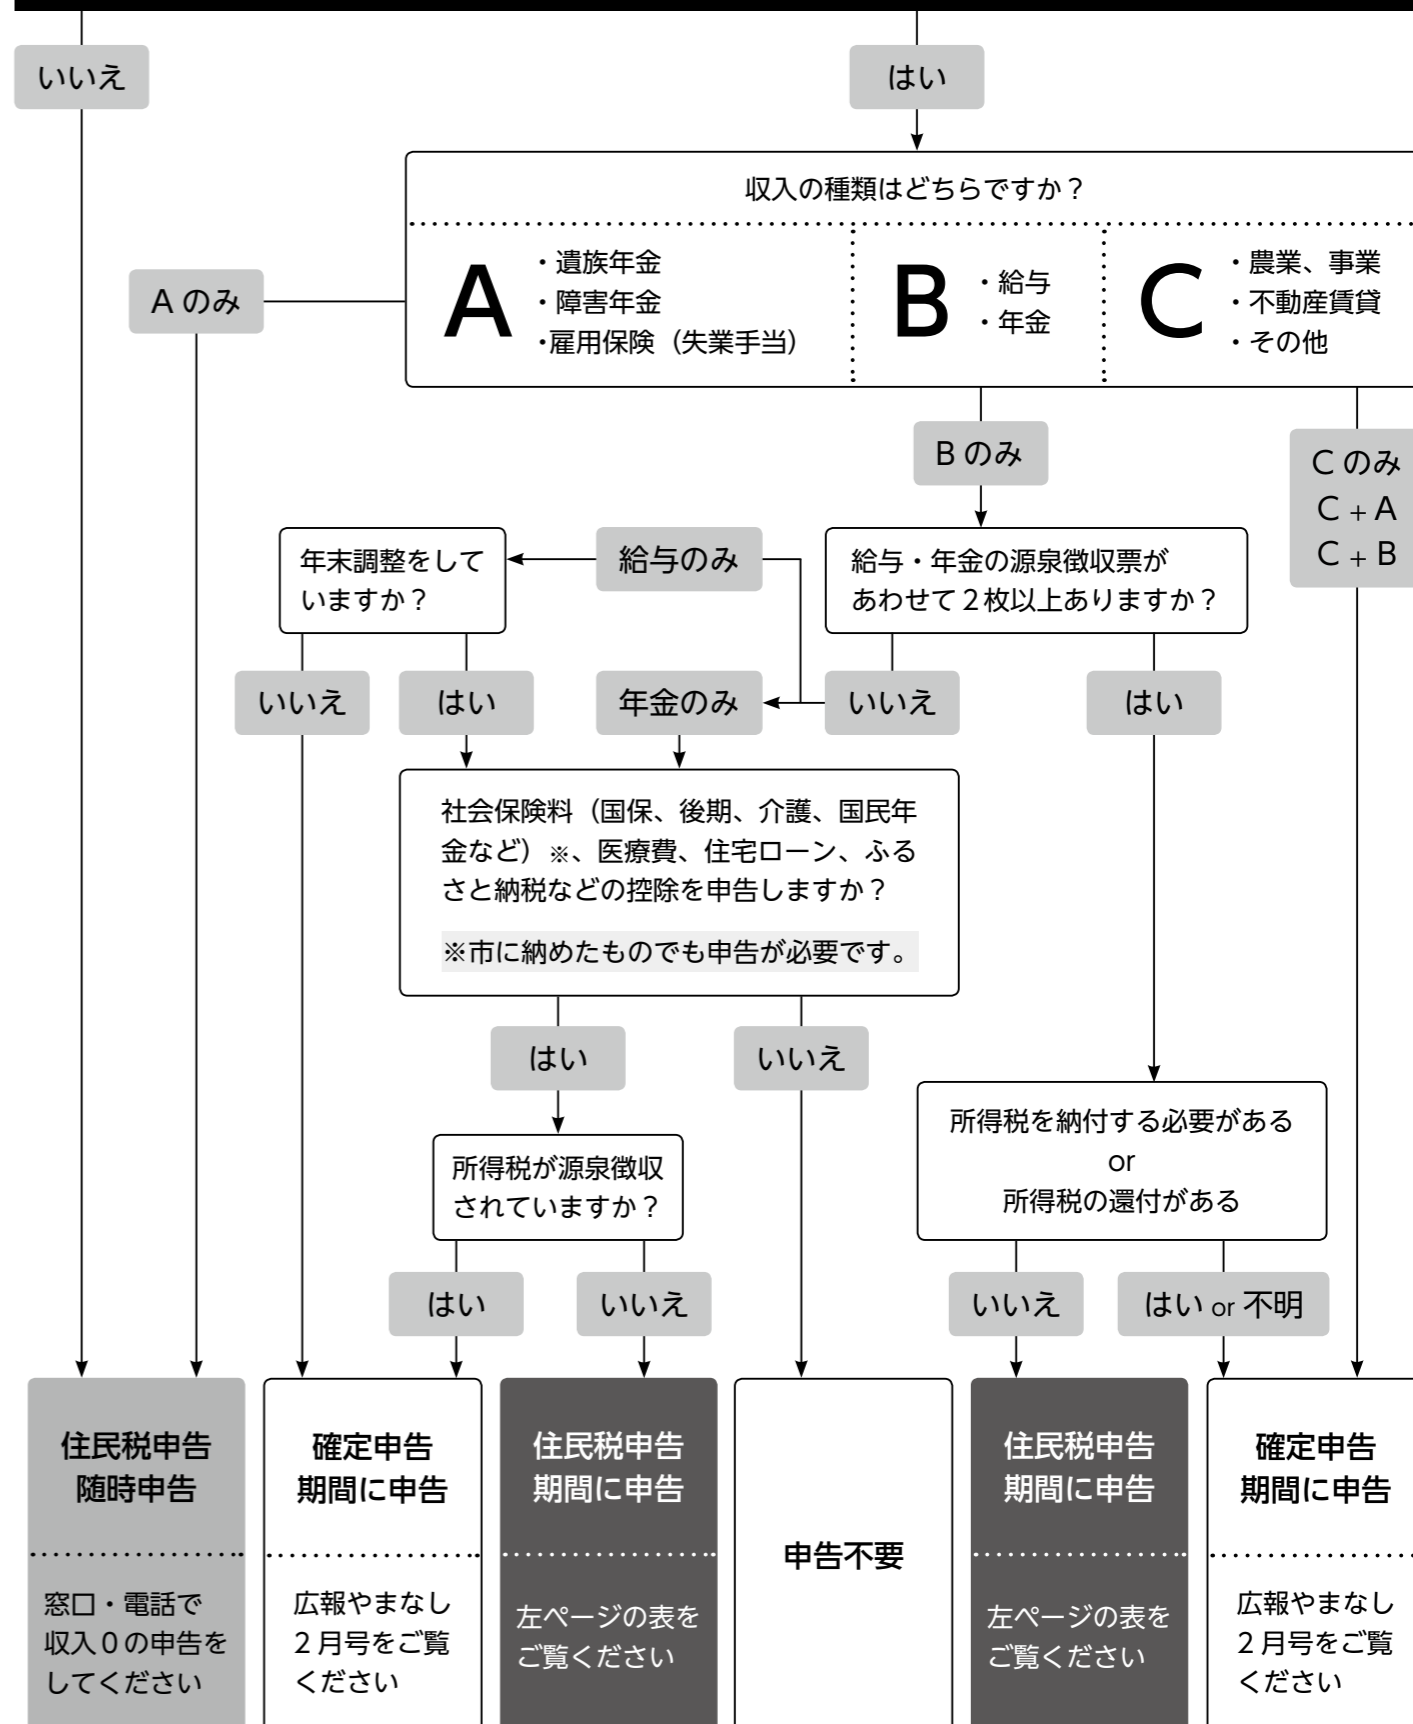 いいえ
はい
収入の種類はどちらですか？
A
・遺族年金
・障害年金
・雇用保険（失業手当）
B
・給与
・年金
C
・農業、事業
・不動産賃貸
・その他
A のみ
B のみ
C のみ
C + A
C + B
年末調整をして
いますか？
給与のみ
給与・年金の源泉徴収票が
あわせて２枚以上ありますか？
いいえ
はい
年金のみ
いいえ
はい
社会保険料（国保、後期、介護、国民年
金など）※、医療費、住宅ローン、ふる
さと納税などの控除を申告しますか？
※市に納めたものでも申告が必要です。
はい
いいえ
所得税を納付する必要がある
or
所得税の還付がある
所得税が源泉徴収
されていますか？
はい
いいえ
いいえ
はい or 不明
住民税申告
随時申告
窓口・電話で
収入０の申告を
してください
確定申告
期間に申告
広報やまなし
２月号をご覧
ください
住民税申告
期間に申告
左ページの表を
ご覧ください
申告不要
住民税申告
期間に申告
左ページの表を
ご覧ください
確定申告
期間に申告
広報やまなし
２月号をご覧
ください